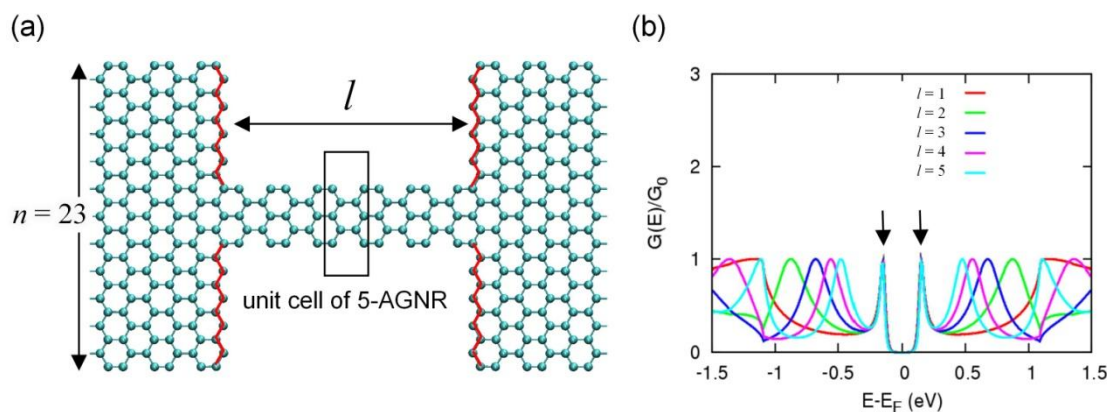 (a)
l
n = 23
unit cell of 5-AGNR
(b)
G(E)/G₀
3
2
1
0
l = 1
l = 2
l = 3
l = 4
l = 5
-1.5 -1 -0.5 0 0.5 1 1.5
E-E_F (eV)